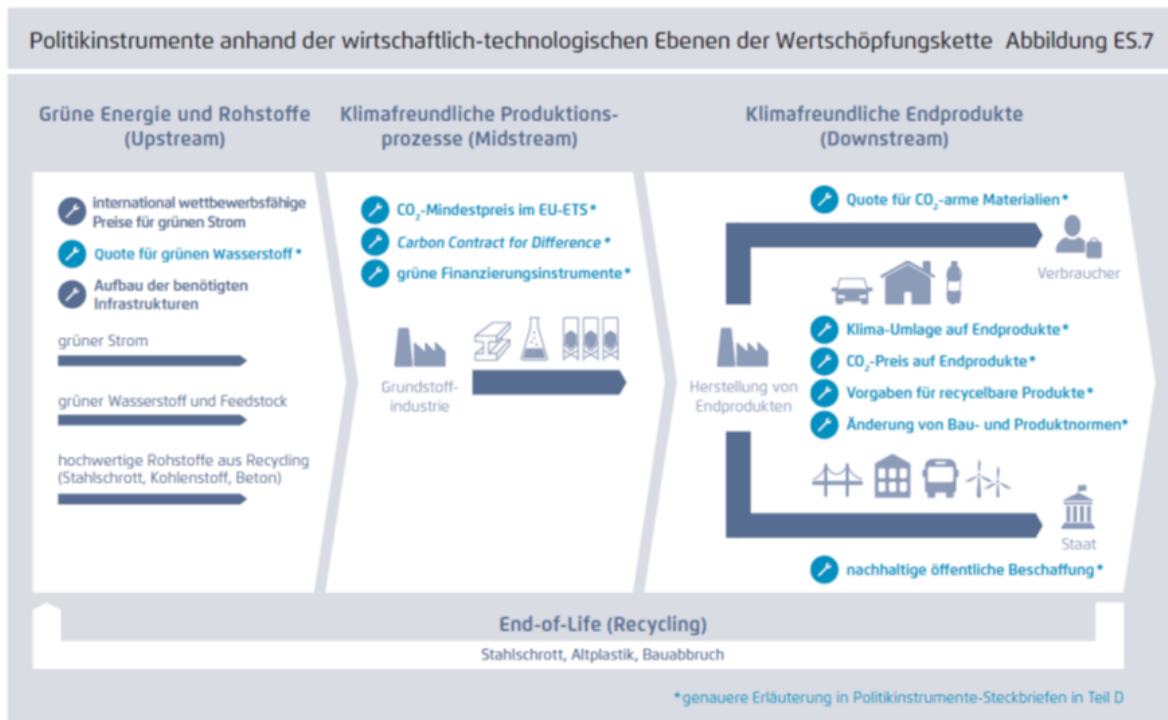 Politikinstrumente anhand der wirtschaftlich-technologischen Ebenen der Wertschöpfungskette Abbildung ES.7
Grüne Energie und Rohstoffe
(Upstream)
international wettbewerbsfähige
Preise für grünen Strom
Quote für grünen Wasserstoff*
Aufbau der benötigten
Infrastrukturen
grüner Strom
grüner Wasserstoff und Feedstock
hochwertige Rohstoffe aus Recycling
(Stahlschrott, Kohlenstoff, Beton)
Klimafreundliche Produktions-
prozesse (Midstream)
CO₂-Mindestpreis im EU-ETS*
Carbon Contract for Difference*
grüne Finanzierungsinstrumente*
Grundstoff-
industrie
Klimafreundliche Endprodukte
(Downstream)
Quote für CO₂-arme Materialien*
Verbraucher
Klima-Umlage auf Endprodukte*
CO₂-Preis auf Endprodukte*
Vorgaben für recycelbare Produkte*
Änderung von Bau- und Produktnormen*
Herstellung von
Endprodukten
Staat
nachhaltige öffentliche Beschaffung*
End-of-Life (Recycling)
Stahlschrott, Altplastik, Bauabbruch
*genauere Erläuterung in Politikinstrumente-Steckbriefen in Teil D